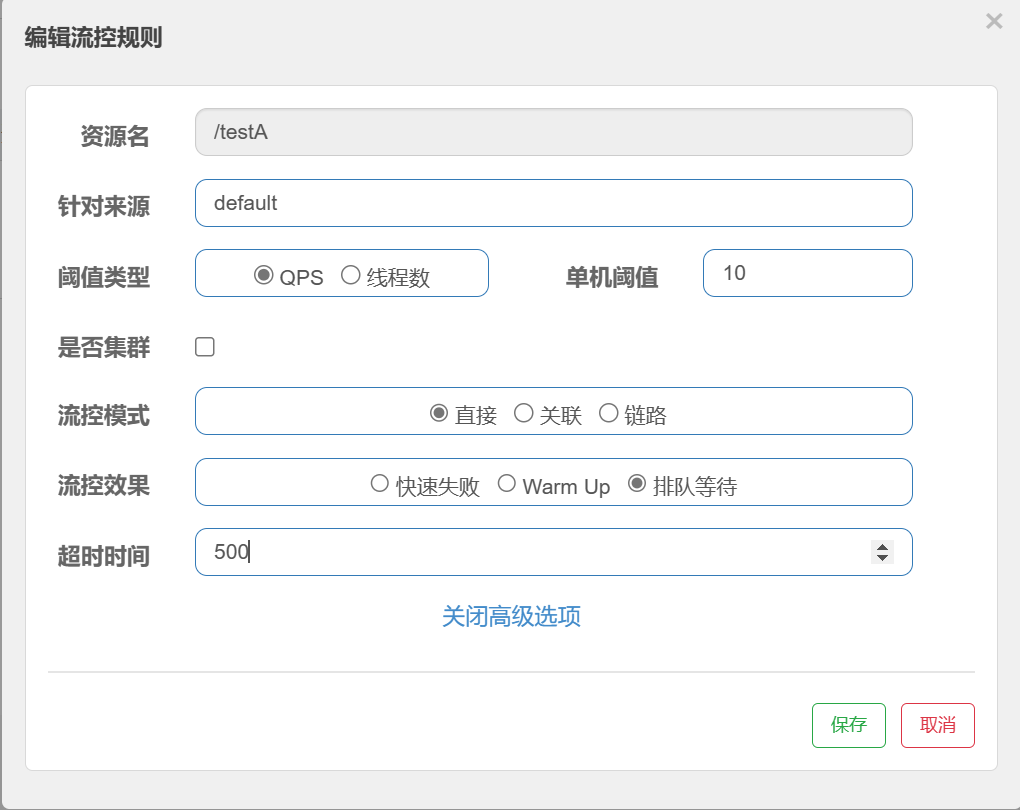 编辑流控规则 ×
资源名 /testA
针对来源 default
阈值类型 QPS 线程数 单机阈值 10
是否集群
流控模式 直接 关联 链路
流控效果 快速失败 Warm Up 排队等待
超时时间 500
关闭高级选项
保存 取消